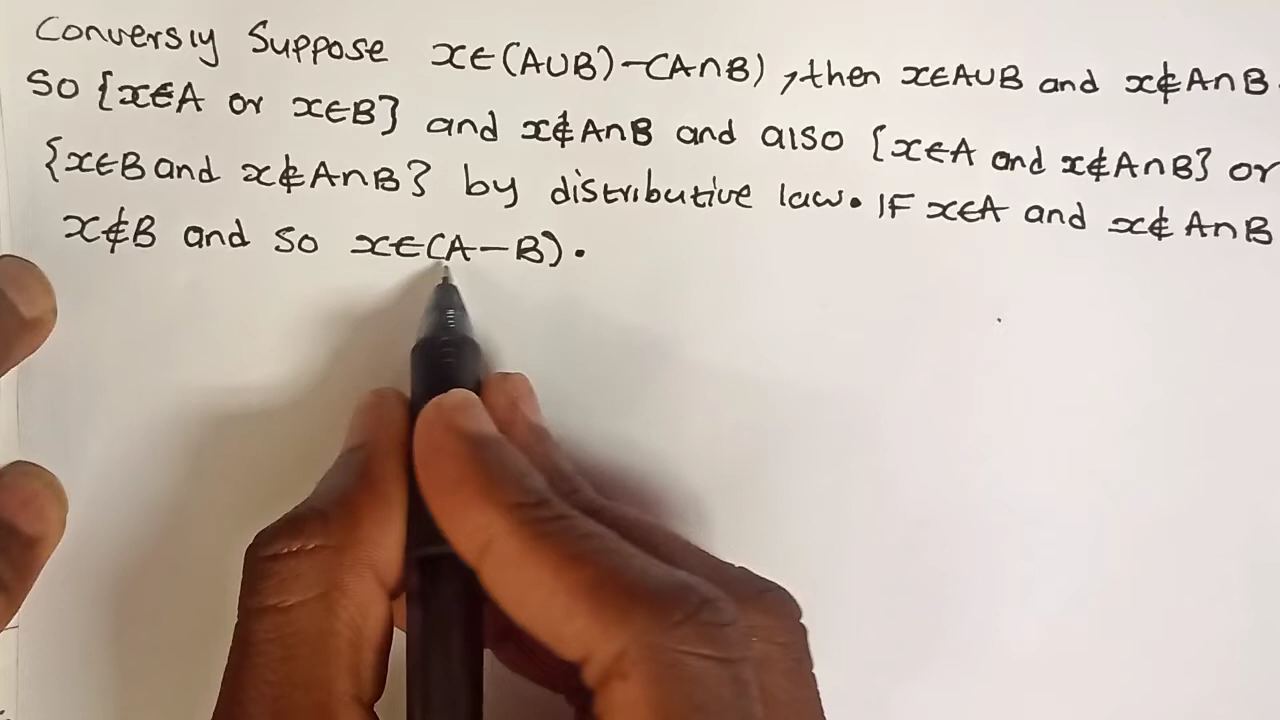 Conversly Suppose x∈(A∪B)-(A∩B), then x∈A∪B and x∉A∩B.
So {x∈A or x∈B} and x∉A∩B and also {x∈A and x∉A∩B} or
{x∈B and x∉A∩B} by distributive law. IF x∈A and x∉A∩B
x∉B and so x∈(A-B).